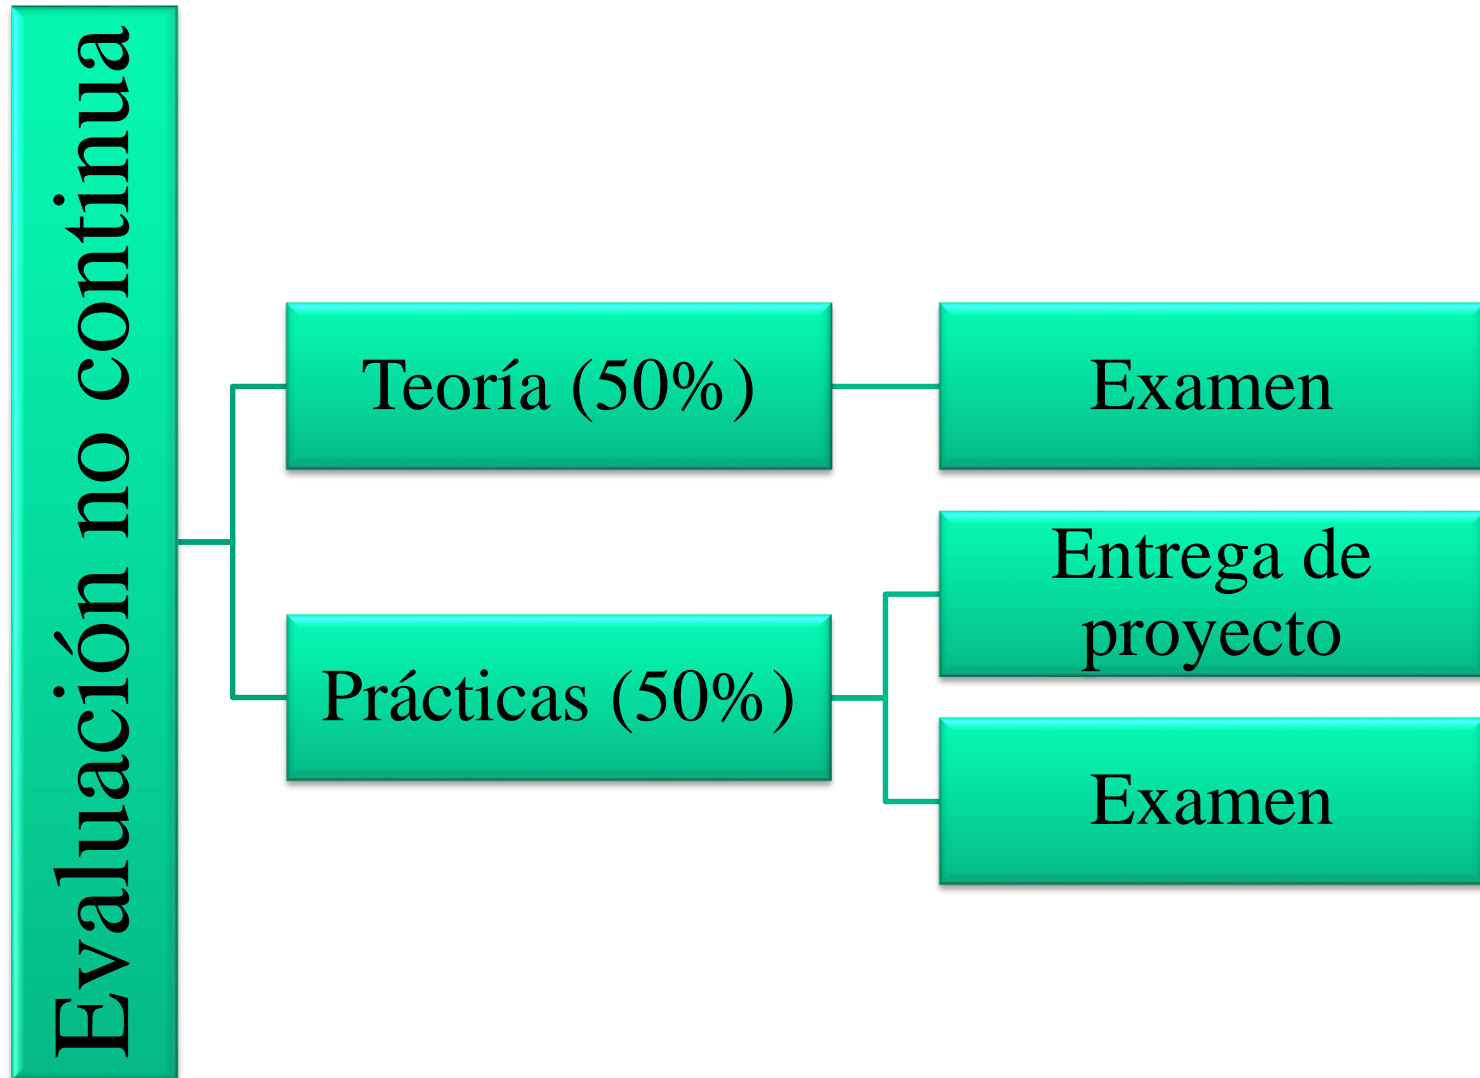 Evaluación no continua
Teoría (50%)
Examen
Prácticas (50%)
Entrega de
proyecto
Examen